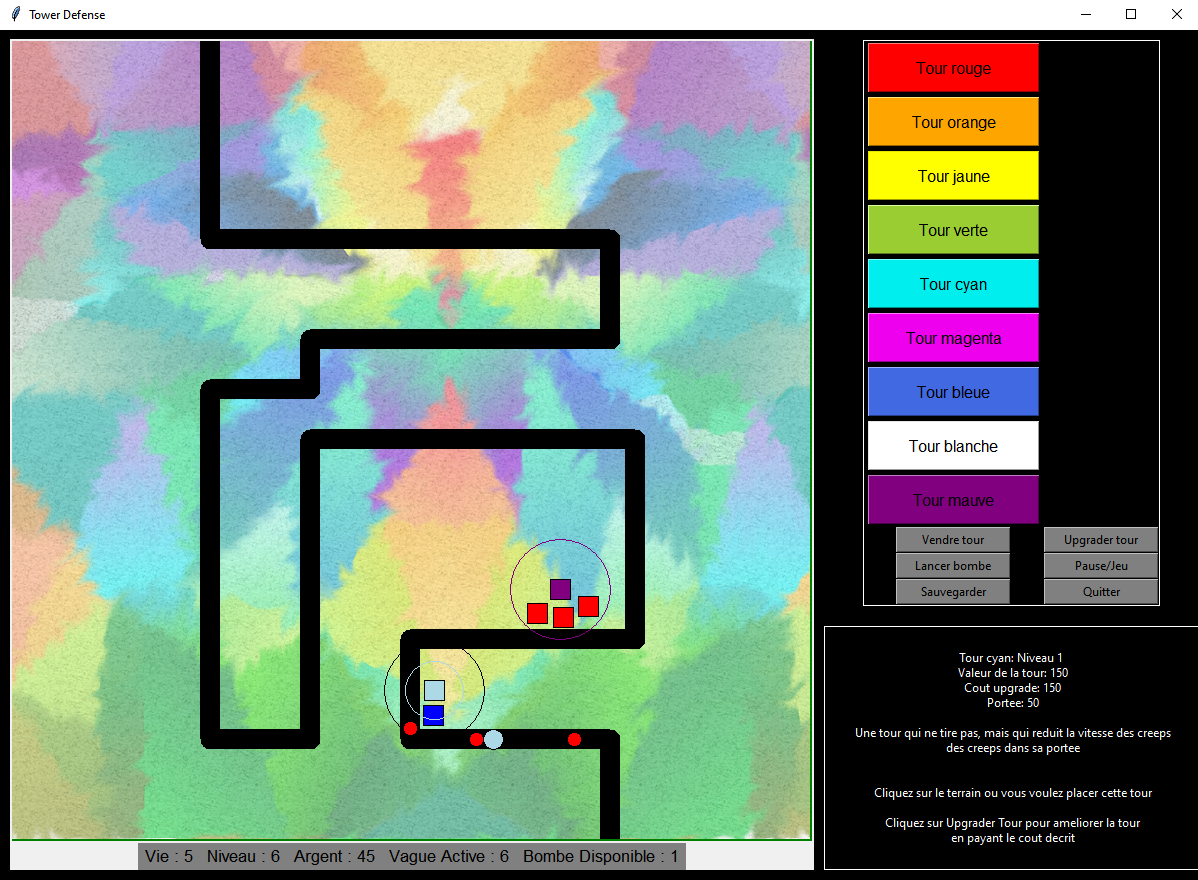 Tower Defense
Tour rouge
Tour orange
Tour jaune
Tour verte
Tour cyan
Tour magenta
Tour bleue
Tour blanche
Tour mauve
Vendre tour Upgrader tour
Lancer bombe Pause/Jeu
Sauvegarder Quitter
Tour cyan: Niveau 1
Valeur de la tour: 150
Cout upgrade: 150
Portee: 50
Une tour qui ne tire pas, mais qui reduit la vitesse des creeps
des creeps dans sa portee
Cliquez sur le terrain ou vous voulez placer cette tour
Cliquez sur Upgrader Tour pour ameliorer la tour
en payant le cout decrit
Vie : 5 Niveau : 6 Argent : 45 Vague Active : 6 Bombe Disponible : 1